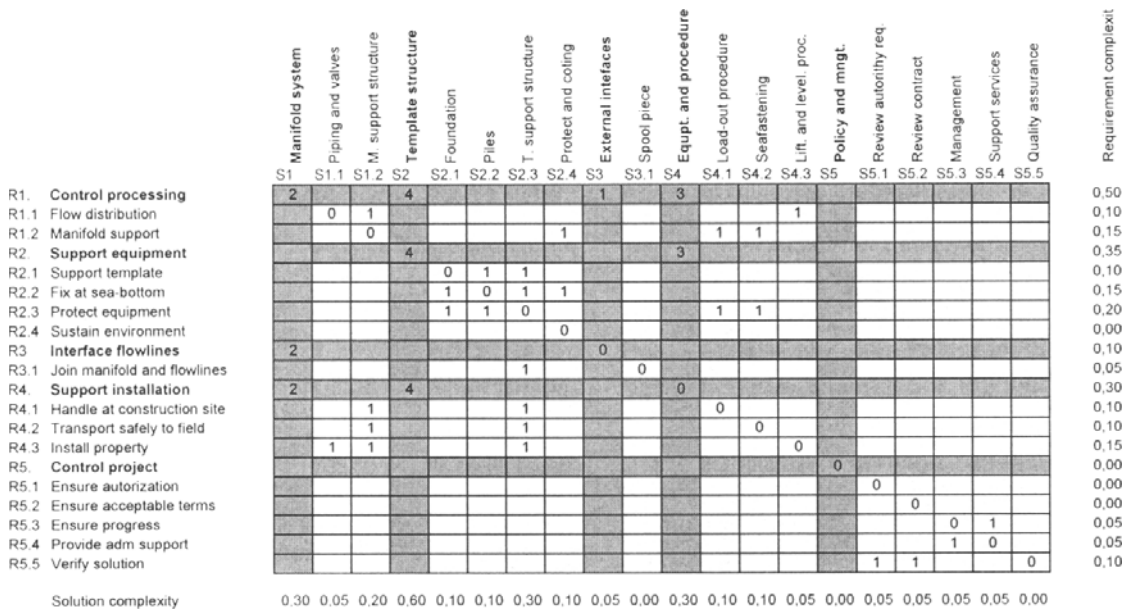 Manifold system
Piping and valves
M. support structure
Template structure
Foundation
Piles
T. support structure
Protect and coting
External intefaces
Spool piece
Equpt. and procedure
Load-out procedure
Seafastening
Lift. and level. proc.
Policy and mngt.
Review autorithy req.
Review contract
Management
Support services
Quality assurance
Requirement complexit
S1 S1.1 S1.2 S2 S2.1 S2.2 S2.3 S2.4 S3 S3.1 S4 S4.1 S4.2 S4.3 S5 S5.1 S5.2 S5.3 S5.4 S5.5
R1. Control processing 2 4 1 3 0,50
R1.1 Flow distribution 0 1 1 0,10
R1.2 Manifold support 0 1 1 1 0,15
R2. Support equipment 4 3 0,35
R2.1 Support template 0 1 1 0,10
R2.2 Fix at sea-bottom 1 0 1 1 0,15
R2.3 Protect equipment 1 1 0 1 1 0,20
R2.4 Sustain environment 0 0,00
R3 Interface flowlines 2 0 0,10
R3.1 Join manifold and flowlines 1 0 0,05
R4. Support installation 2 4 0 0,30
R4.1 Handle at construction site 1 1 0 0,10
R4.2 Transport safely to field 1 1 0 0,10
R4.3 Install property 1 1 1 0 0,15
R5. Control project 0 0,00
R5.1 Ensure autorization 0 0,00
R5.2 Ensure acceptable terms 0 0,00
R5.3 Ensure progress 0 1 0,05
R5.4 Provide adm support 1 0 0,05
R5.5 Verify solution 1 1 0 0,10
Solution complexity 0,30 0,05 0,20 0,60 0,10 0,10 0,30 0,10 0,05 0,00 0,30 0,10 0,10 0,05 0,00 0,05 0,05 0,05 0,05 0,00